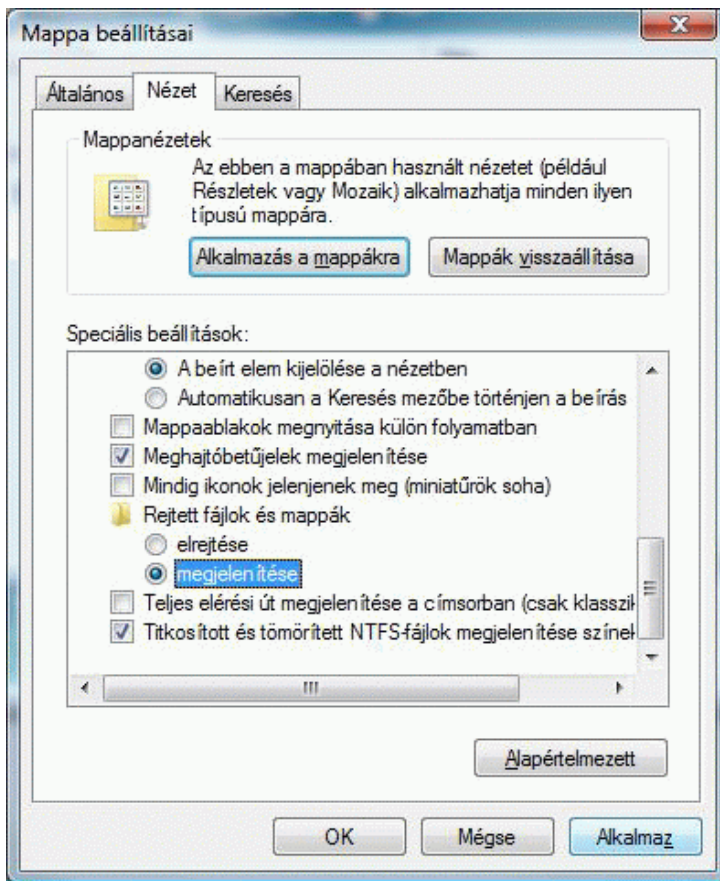 Mappa beállításai
Általános
Nézet
Keresés
Mappanézetek
Az ebben a mappában használt nézetet (például
Részletek vagy Mozaik) alkalmazhatja minden ilyen
típusú mappára.
Alkalmazás a mappákra
Mappák visszaállítása
Speciális beállítások:
A beírt elem kijelölése a nézetben
Automatikusan a Keresés mezőbe történjen a beírás
Mappaablakok megnyitása külön folyamatban
Meghajtóbetűjelek megjelenítése
Mindig ikonok jelenjenek meg (miniatűrök soha)
Rejtett fájlok és mappák
elrejtése
megjelenítése
Teljes elérési út megjelenítése a címsorban (csak klasszik
Titkosított és tömörített NTFS-fájlok megjelenítése színek
Alapértelmezett
OK
Mégse
Alkalmaz